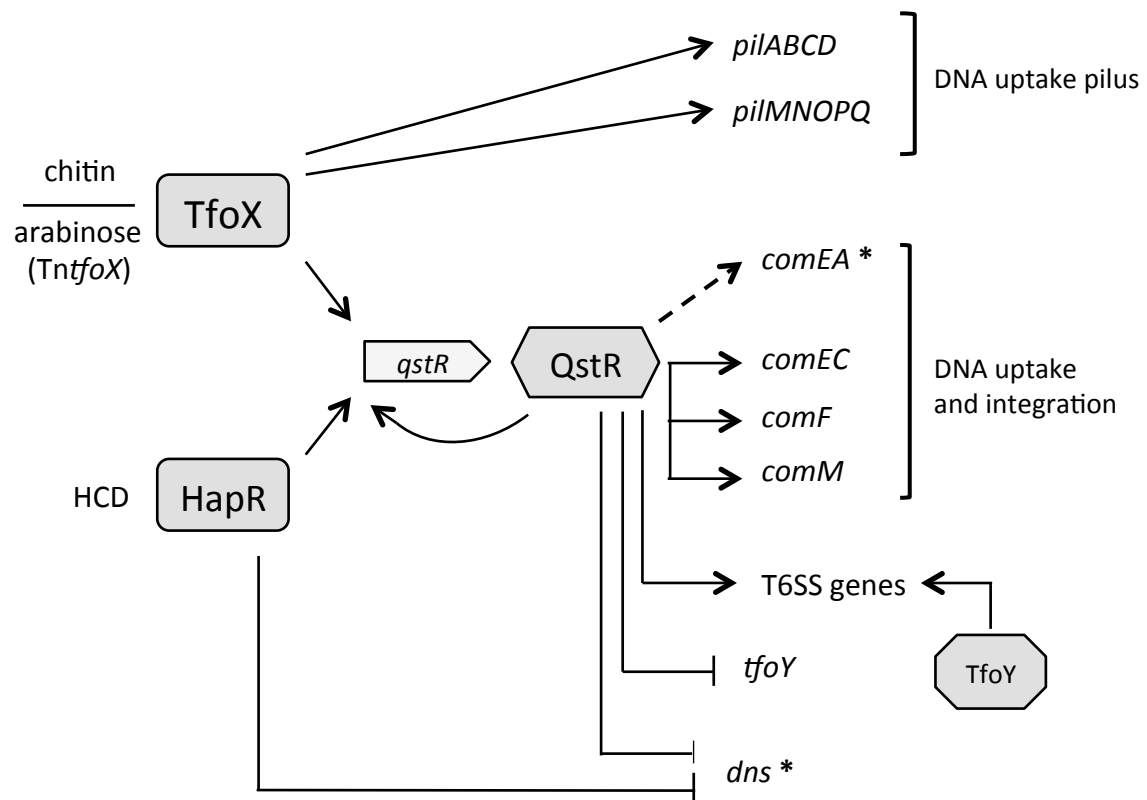 pilABCD
pilMNOPQ
DNA uptake pilus
chitin
arabinose
(TntfoX)
TfoX
comEA *
comEC
comF
comM
DNA uptake
and integration
qstR
QstR
HCD
HapR
T6SS genes
TfoY
tfoY
dns *